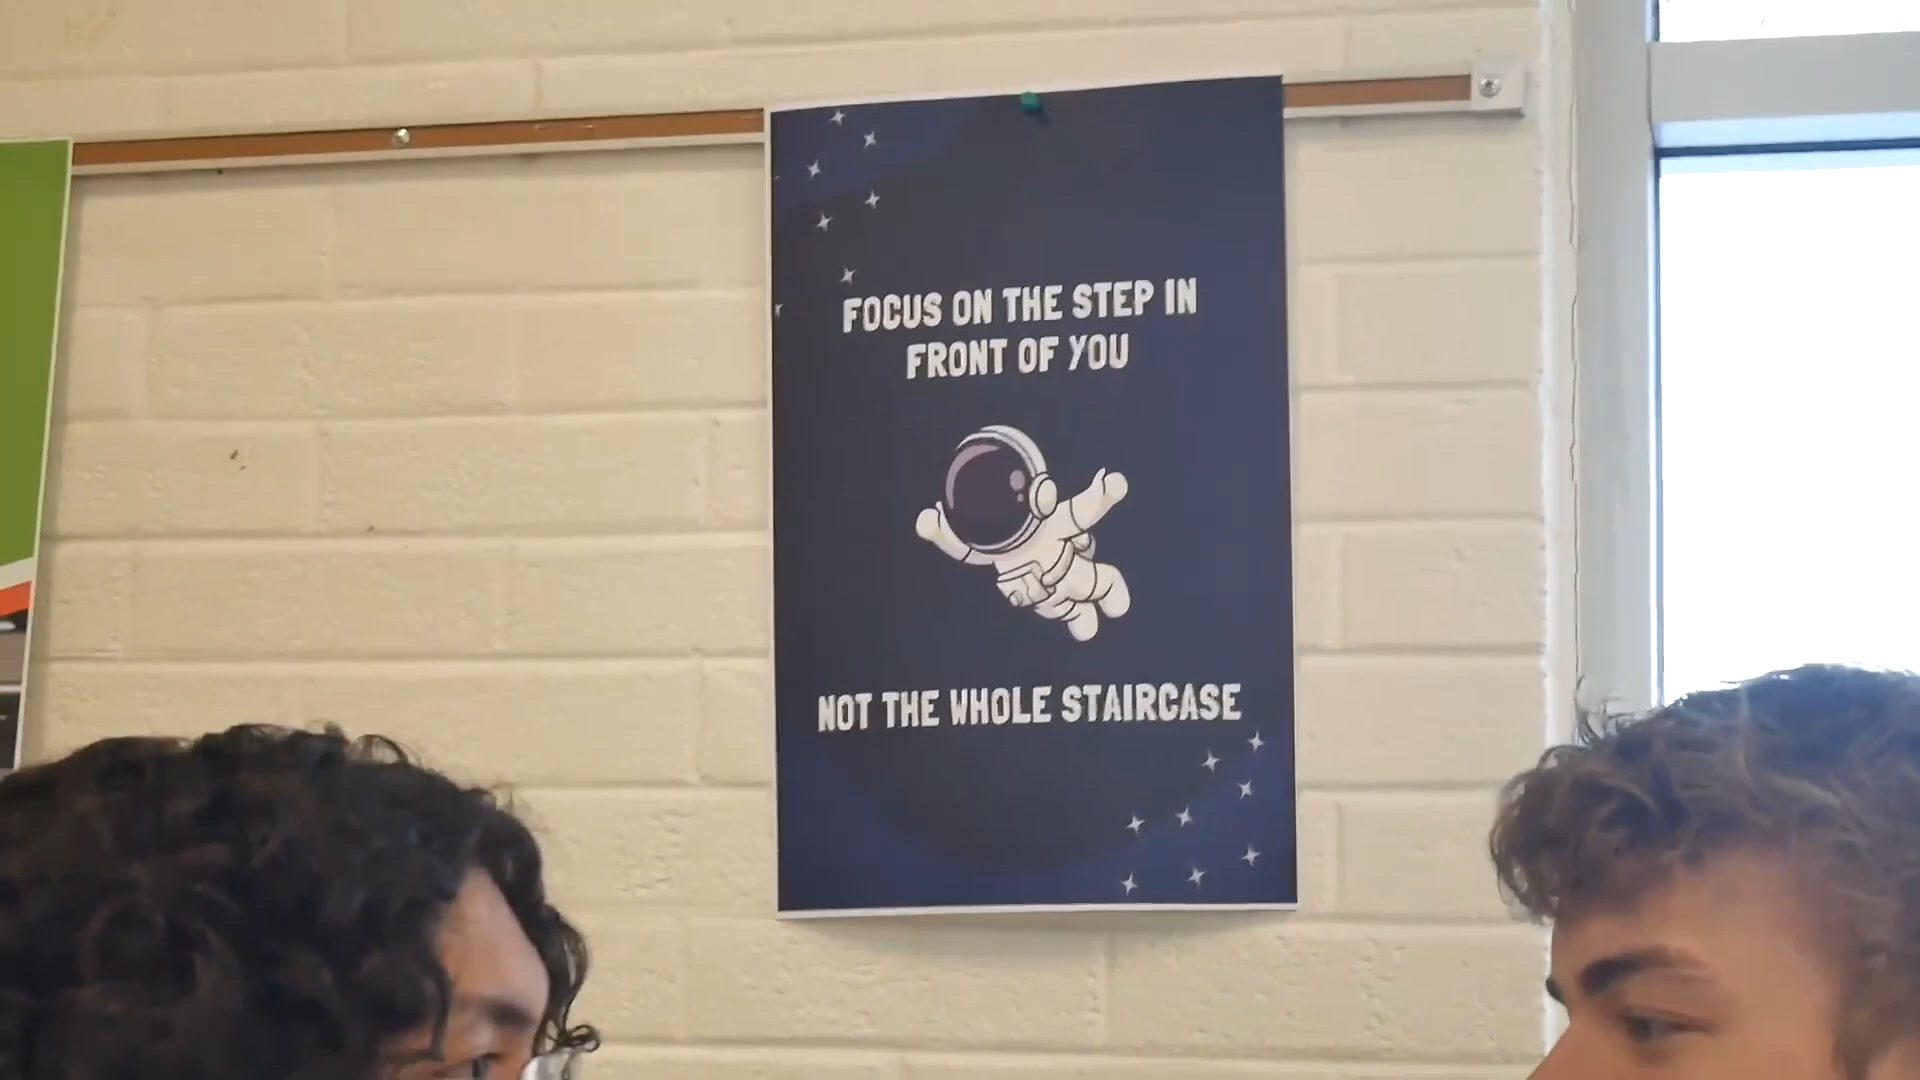 FOCUS ON THE STEP IN
FRONT OF YOU
NOT THE WHOLE STAIRCASE